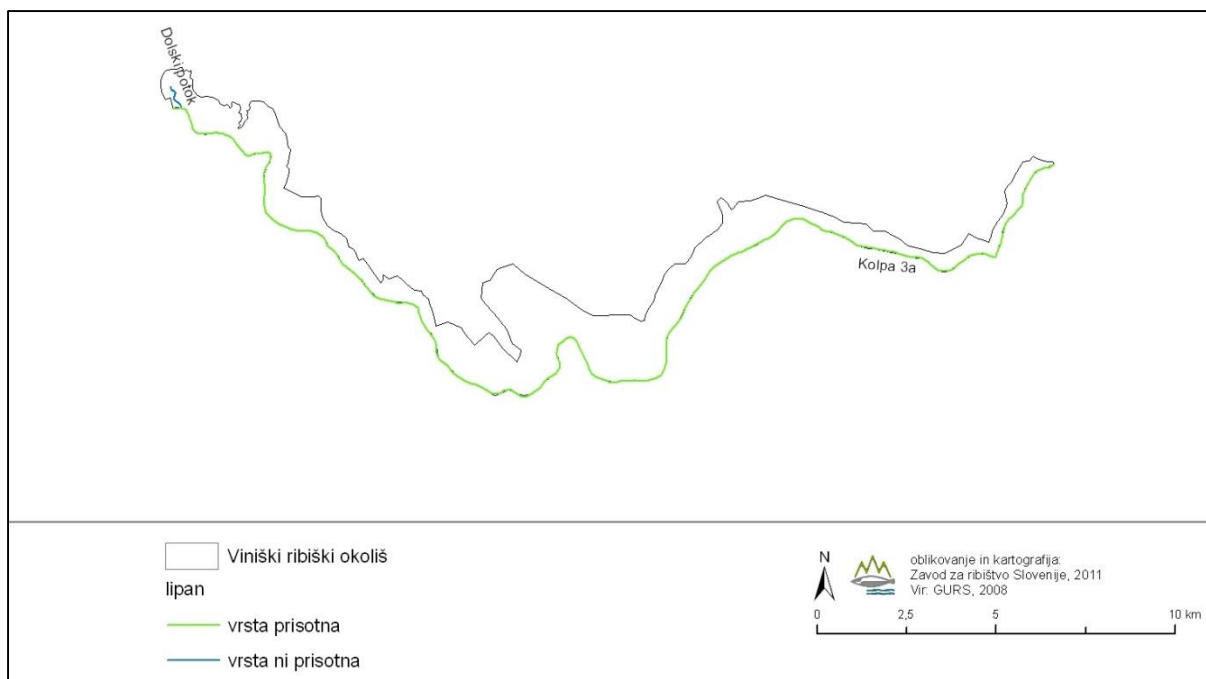 Dolski potok
Kolpa 3a
Viniški ribiški okoliš
lipan
vrsta prisotna
vrsta ni prisotna
N
oblikovanje in kartografija:
Zavod za ribištvo Slovenije, 2011
Vir: GURS, 2008
0 2,5 5 10 km